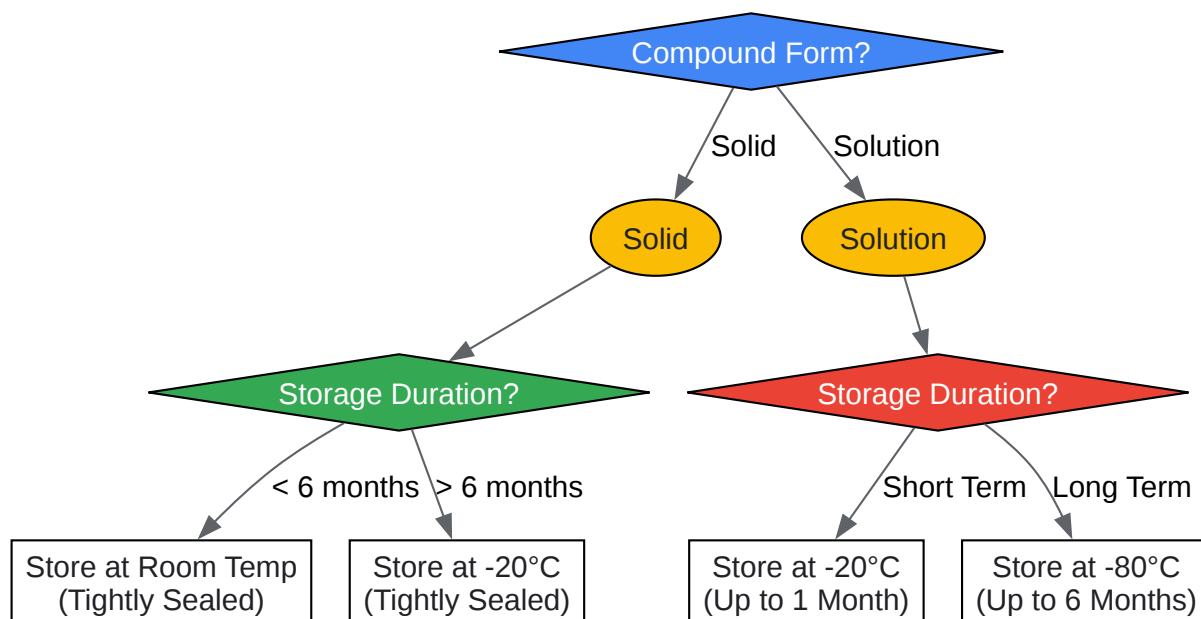 Compound Form?
Solid
Solution
Solid
Solution
Storage Duration?
Storage Duration?
< 6 months
> 6 months
Short Term
Long Term
Store at Room Temp
(Tightly Sealed)
Store at -20°C
(Tightly Sealed)
Store at -20°C
(Up to 1 Month)
Store at -80°C
(Up to 6 Months)